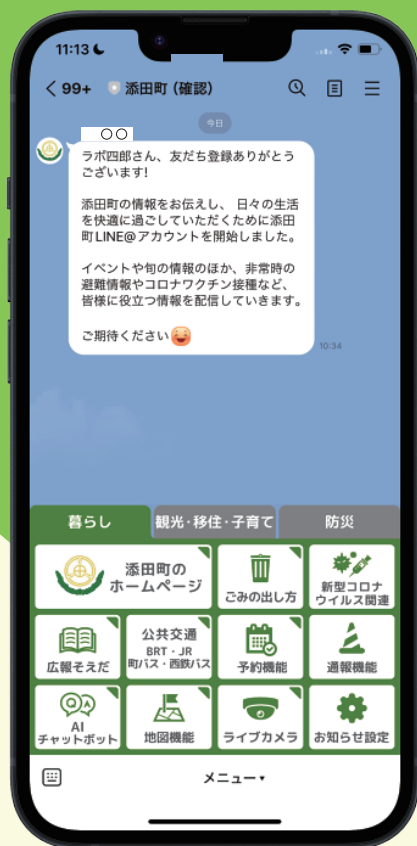 11:13
99+ 添田町 (確認)
今日
○○
ラボ四郎さん、友だち登録ありがとう
ございます!
添田町の情報をお伝えし、 日々の生活
を快適に過ごしていただくために添田
町LINE@アカウントを開始しました。
イベントや旬の情報のほか、非常時の
避難情報やコロナワクチン接種など、
皆様に役立つ情報を配信していきます。
ご期待ください
10:34
暮らし
観光・移住・子育て
防災
添田町の
ホームページ
ごみの出し方
新型コロナ
ウイルス関連
広報そえだ
公共交通
BRT・JR
町バス・西鉄バス
予約機能
通報機能
Q A
AI
チャットボット
地図機能
ライブカメラ
お知らせ設定
メニュー▾